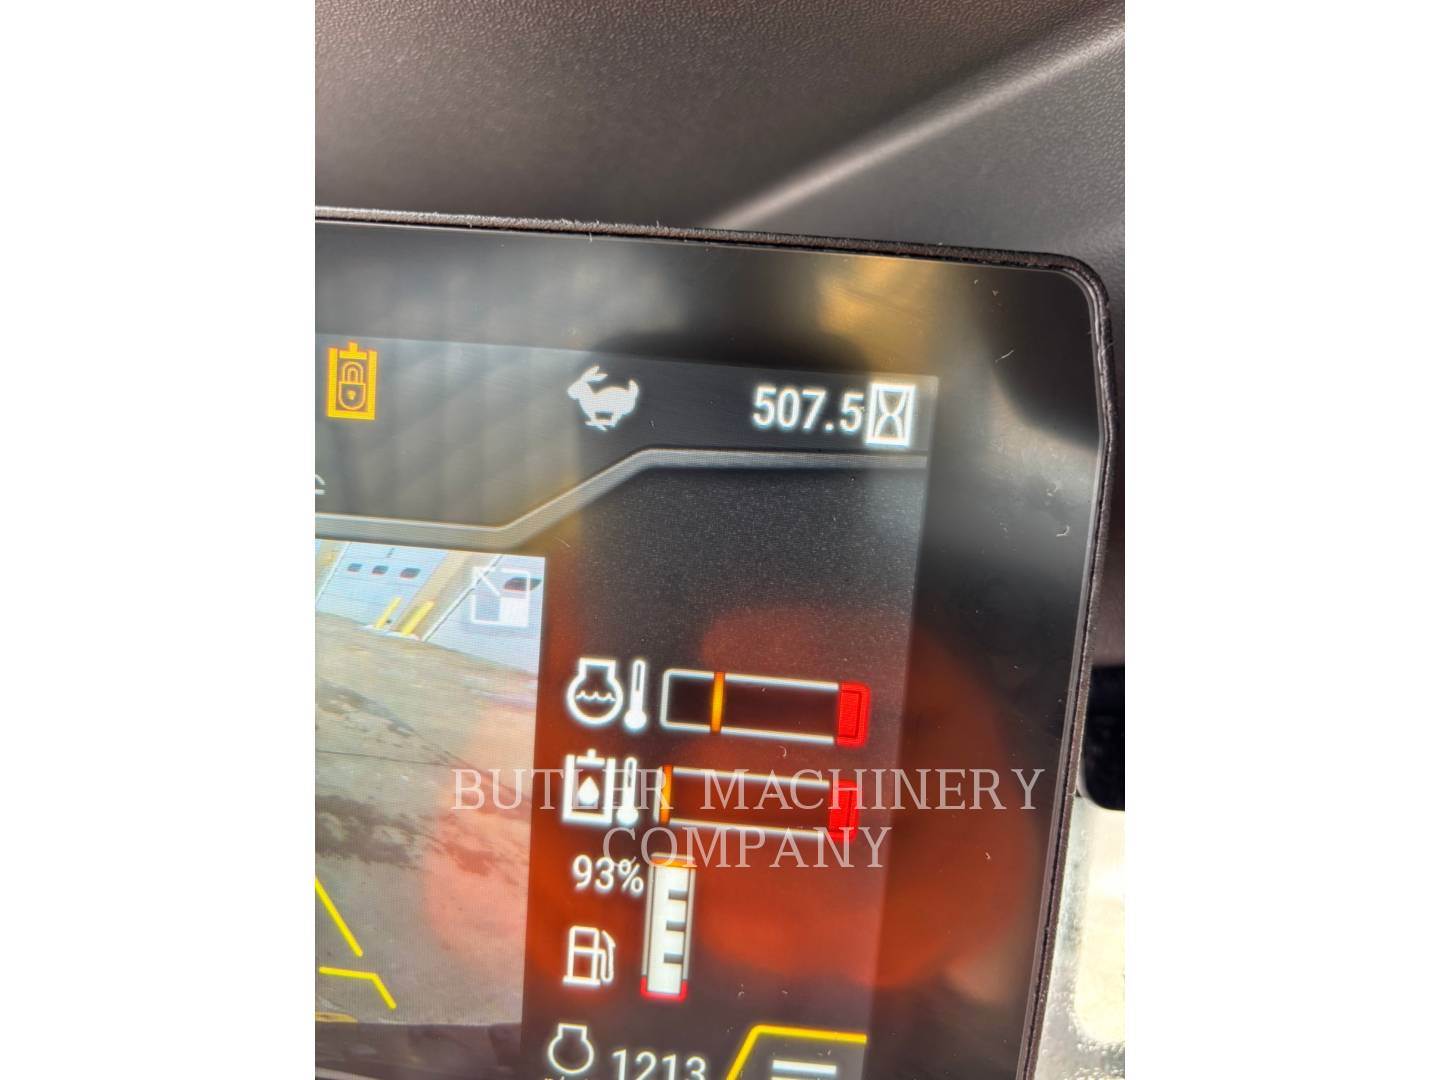 507.5
BUTLER MACHINERY
COMPANY
93%
1213